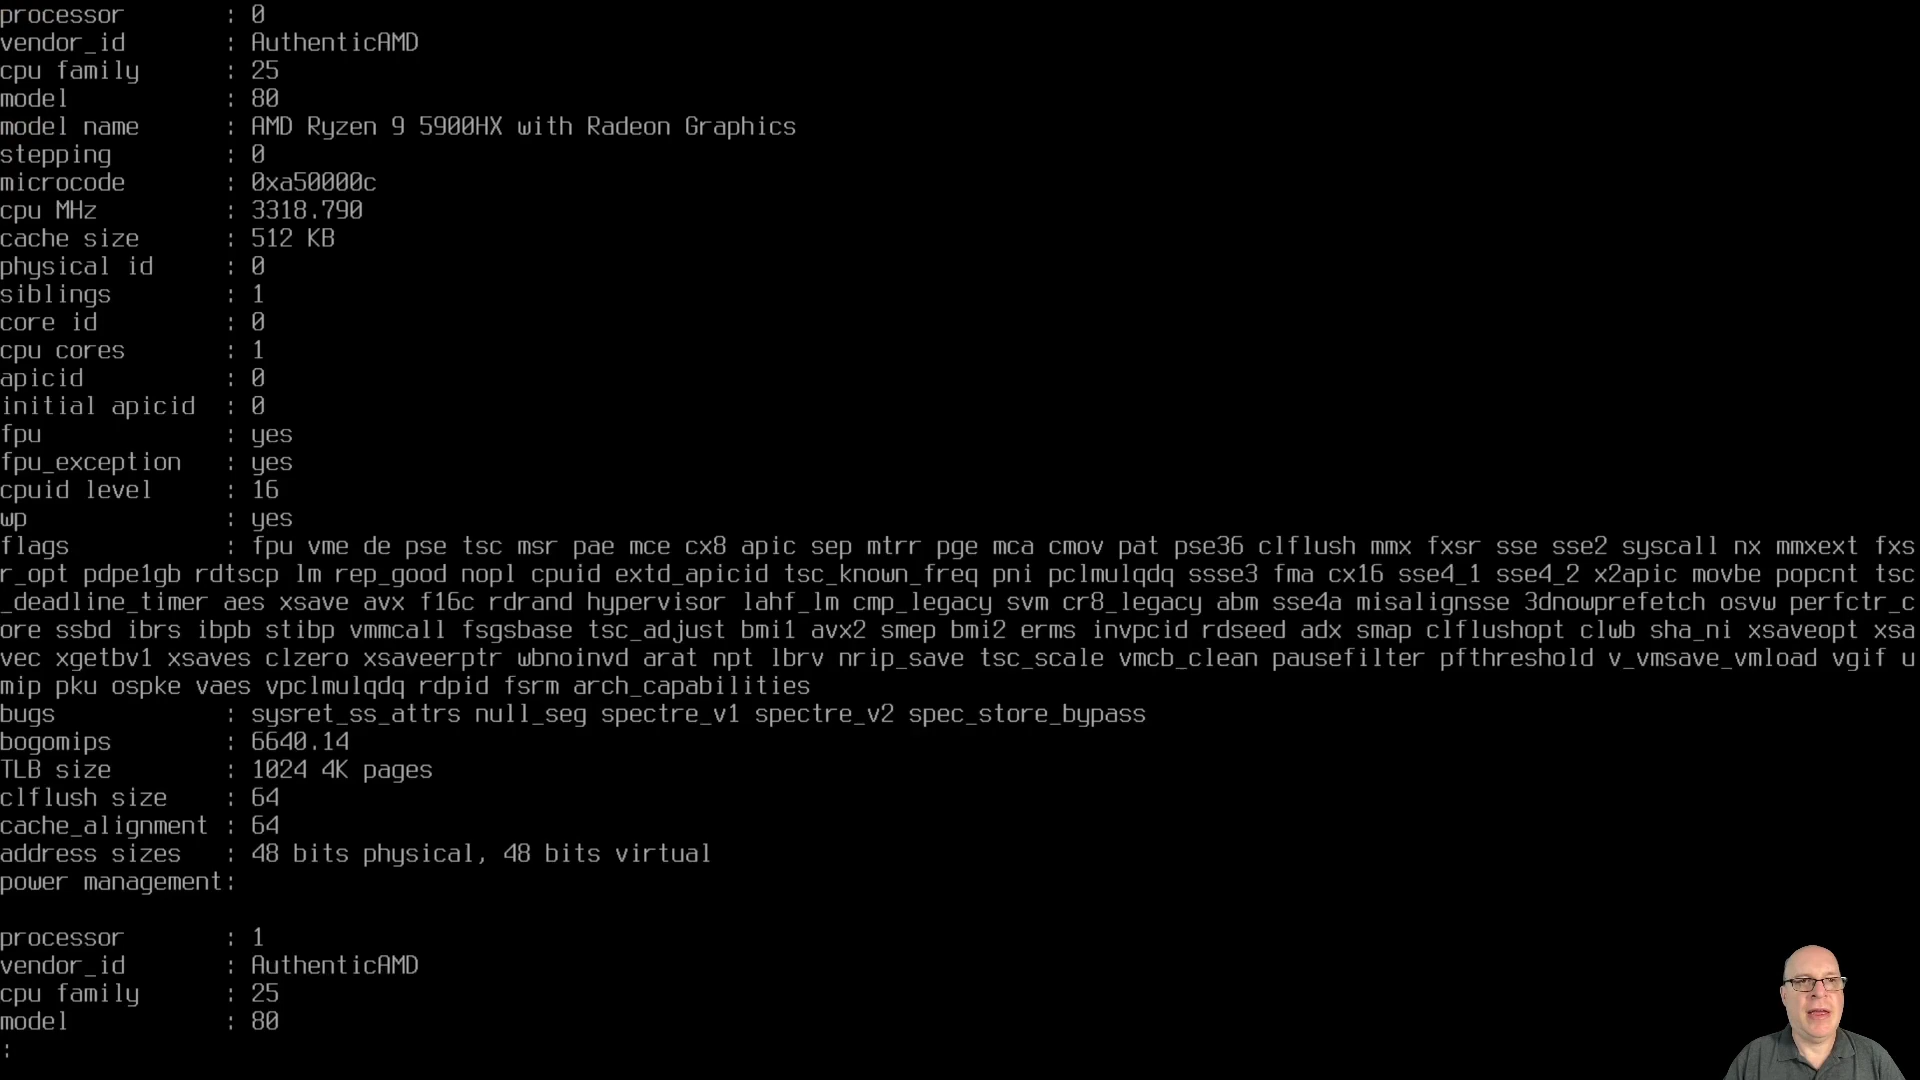 processor : 0
vendor_id : AuthenticAMD
cpu family : 25
model : 80
model name : AMD Ryzen 9 5900HX with Radeon Graphics
stepping : 0
microcode : 0xa50000c
cpu MHz : 3318.790
cache size : 512 KB
physical id : 0
siblings : 1
core id : 0
cpu cores : 1
apicid : 0
initial apicid : 0
fpu : yes
fpu_exception : yes
cpuid level : 16
wp : yes
flags : fpu vme de pse tsc msr pae mce cx8 apic sep mtrr pge mca cmov pat pse36 clflush mmx fxsr sse sse2 syscall nx mmxext fxs
r_opt pdpe1gb rdtscp lm rep_good nopl cpuid extd_apicid tsc_known_freq pni pclmulqdq ssse3 fma cx16 sse4_1 sse4_2 x2apic movbe popcnt tsc
_deadline_timer aes xsave avx f16c rdrand hypervisor lahf_lm cmp_legacy svm cr8_legacy abm sse4a misalignsse 3dnowprefetch osvw perfctr_c
ore ssbd ibrs ibpb stibp vmmcall fsgsbase tsc_adjust bmi1 avx2 smep bmi2 erms invpcid rdseed adx smap clflushopt clwb sha_ni xsaveopt xsa
vec xgetbv1 xsaves clzero xsaveerptr wbnoinvd arat npt lbrv nrip_save tsc_scale vmcb_clean pausefilter pfthreshold v_vmsave_vmload vgif u
mip pku ospke vaes vpclmulqdq rdpid fsrm arch_capabilities
bugs : sysret_ss_attrs null_seg spectre_v1 spectre_v2 spec_store_bypass
bogomips : 6640.14
TLB size : 1024 4K pages
clflush size : 64
cache_alignment : 64
address sizes : 48 bits physical, 48 bits virtual
power management:
processor : 1
vendor_id : AuthenticAMD
cpu family : 25
model : 80
: